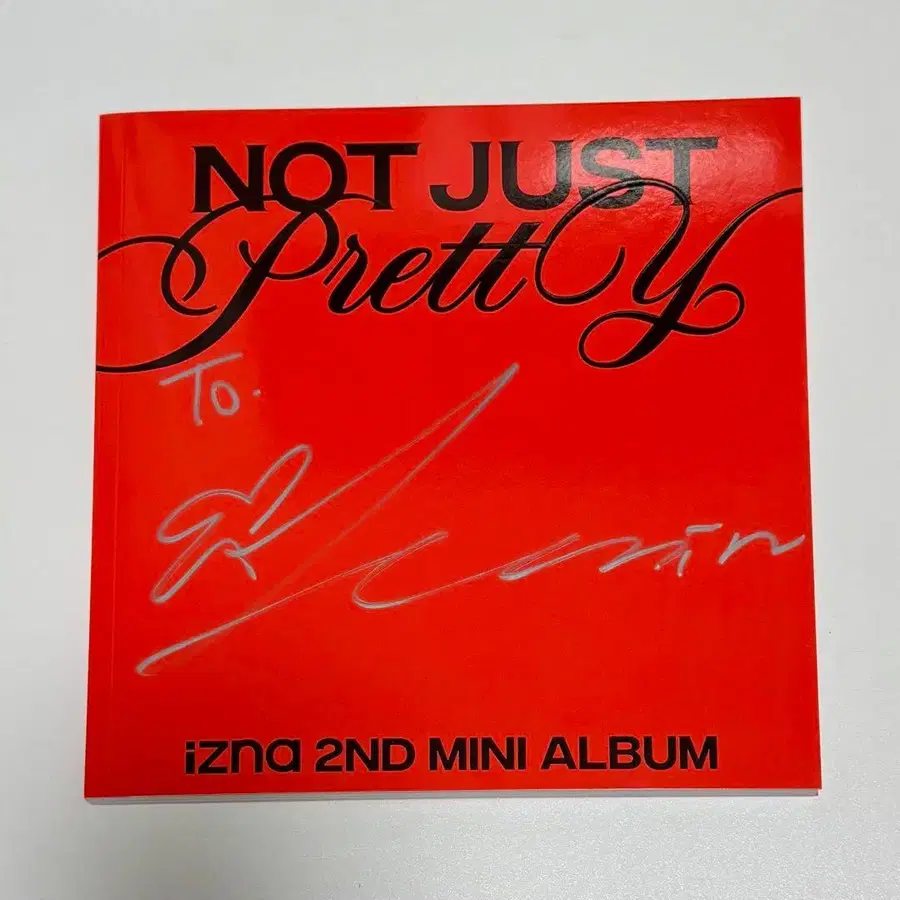 NOT JUST
Pretty
To.
izna 2ND MINI ALBUM